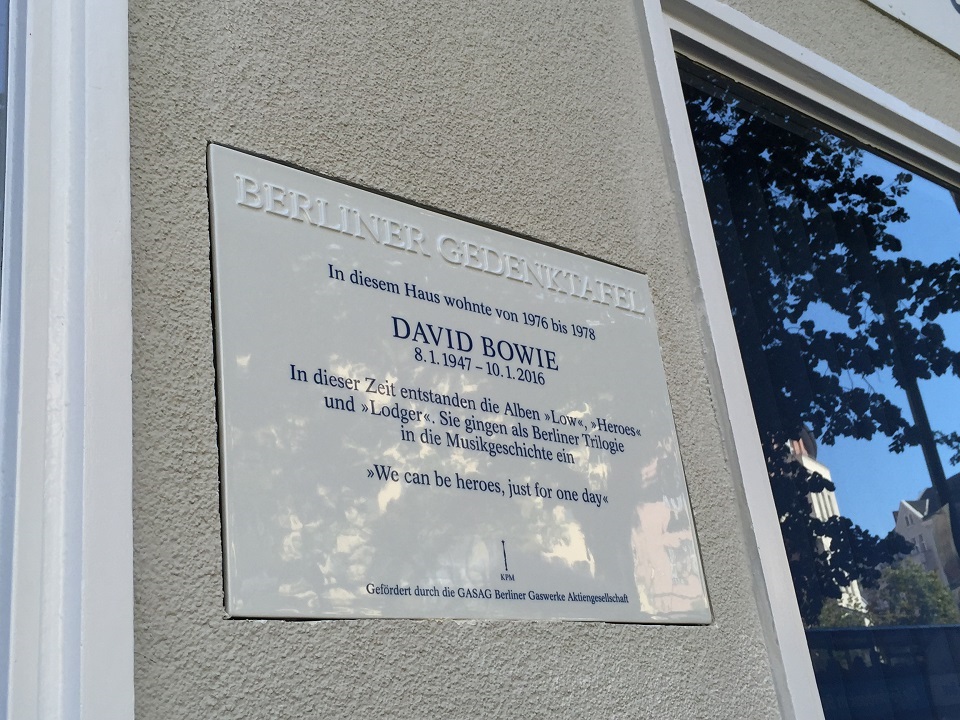 BERLINER GEDENKTAFEL
In diesem Haus wohnte von 1976 bis 1978
DAVID BOWIE
8. 1. 1947 – 10. 1. 2016
In dieser Zeit entstanden die Alben »Low«, »Heroes«
und »Lodger«. Sie gingen als Berliner Trilogie
in die Musikgeschichte ein
»We can be heroes, just for one day«
KPM
Gefördert durch die GASAG Berliner Gaswerke Aktiengesellschaft